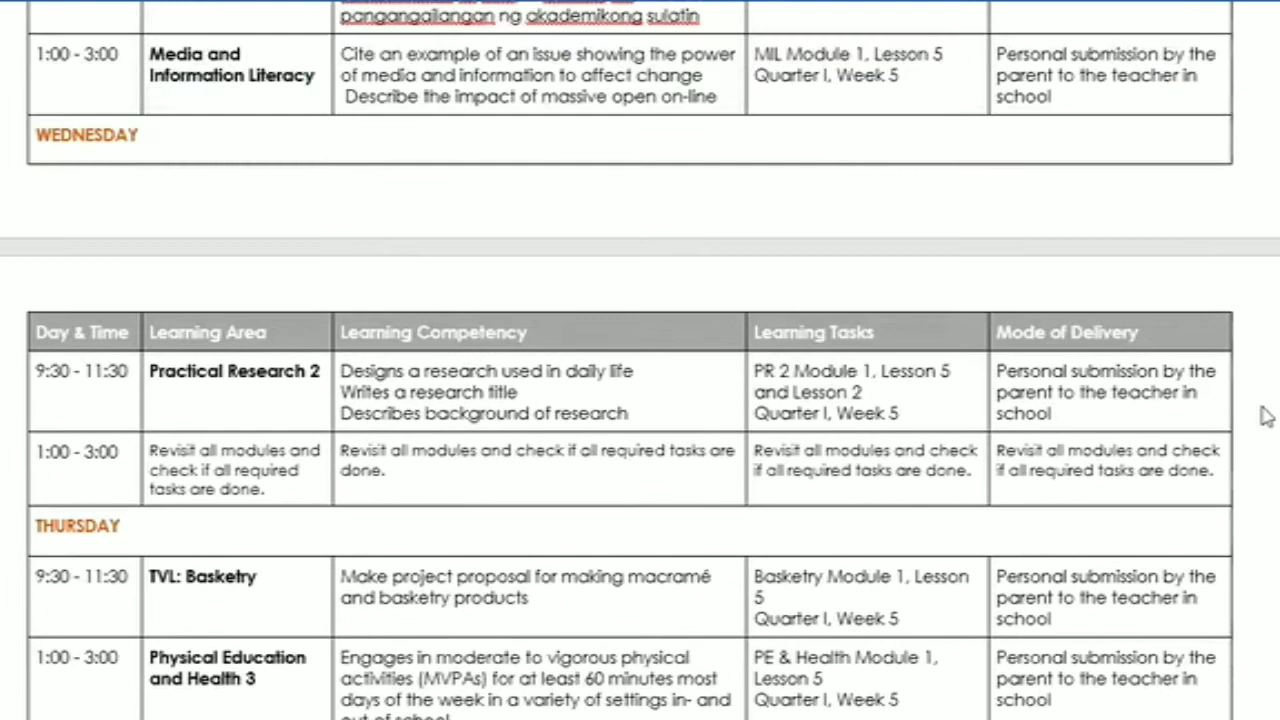 pangangailangan ng akademikong sulatin
1:00 - 3:00
Media and
Information Literacy
Cite an example of an issue showing the power
of media and information to affect change
Describe the impact of massive open on-line
MIL Module 1, Lesson 5
Quarter I, Week 5
Personal submission by the
parent to the teacher in
school
WEDNESDAY
Day & Time
Learning Area
Learning Competency
Learning Tasks
Mode of Delivery
9:30 - 11:30
Practical Research 2
Designs a research used in daily life
Writes a research title
Describes background of research
PR 2 Module 1, Lesson 5
and Lesson 2
Quarter I, Week 5
Personal submission by the
parent to the teacher in
school
1:00 - 3:00
Revisit all modules and
check if all required
tasks are done.
Revisit all modules and check if all required tasks are
done.
Revisit all modules and check
if all required tasks are done.
Revisit all modules and check
if all required tasks are done.
THURSDAY
9:30 - 11:30
TVL: Basketry
Make project proposal for making macramé
and basketry products
Basketry Module 1, Lesson
5
Quarter I, Week 5
Personal submission by the
parent to the teacher in
school
1:00 - 3:00
Physical Education
and Health 3
Engages in moderate to vigorous physical
activities (MVPAs) for at least 60 minutes most
days of the week in a variety of settings in- and
out of school
PE & Health Module 1,
Lesson 5
Quarter I, Week 5
Personal submission by the
parent to the teacher in
school